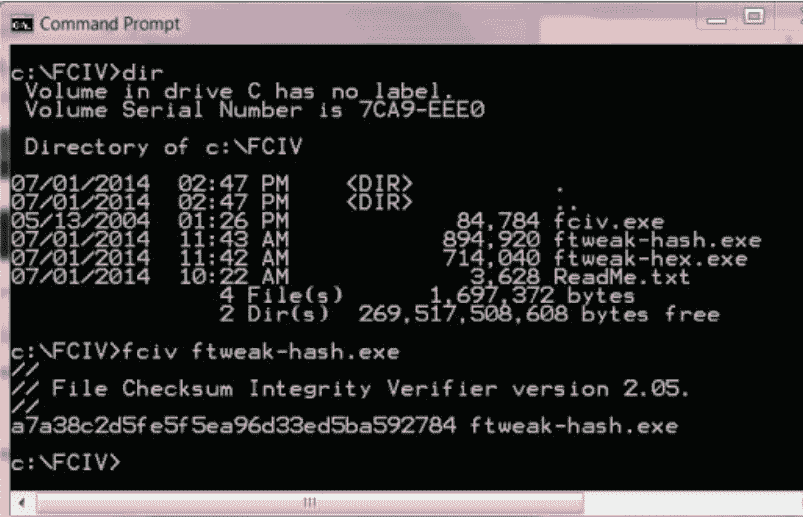 Command Prompt
c:\FCIV>dir
Volume in drive C has no label.
Volume Serial Number is 7CA9-EEE0
Directory of c:\FCIV
07/01/2014 02:47 PM <DIR> .
07/01/2014 02:47 PM <DIR> ..
05/13/2004 01:26 PM 84,784 fciv.exe
07/01/2014 11:43 AM 894,920 ftweak-hash.exe
07/01/2014 11:42 AM 714,040 ftweak-hex.exe
07/01/2014 10:22 AM 3,628 ReadMe.txt
4 File(s) 1,697,372 bytes
2 Dir(s) 269,517,508,608 bytes free
c:\FCIV>fciv ftweak-hash.exe
//
// File Checksum Integrity Verifier version 2.05.
//
a7a38c2d5fe5f5ea96d33ed5ba592784 ftweak-hash.exe
c:\FCIV>